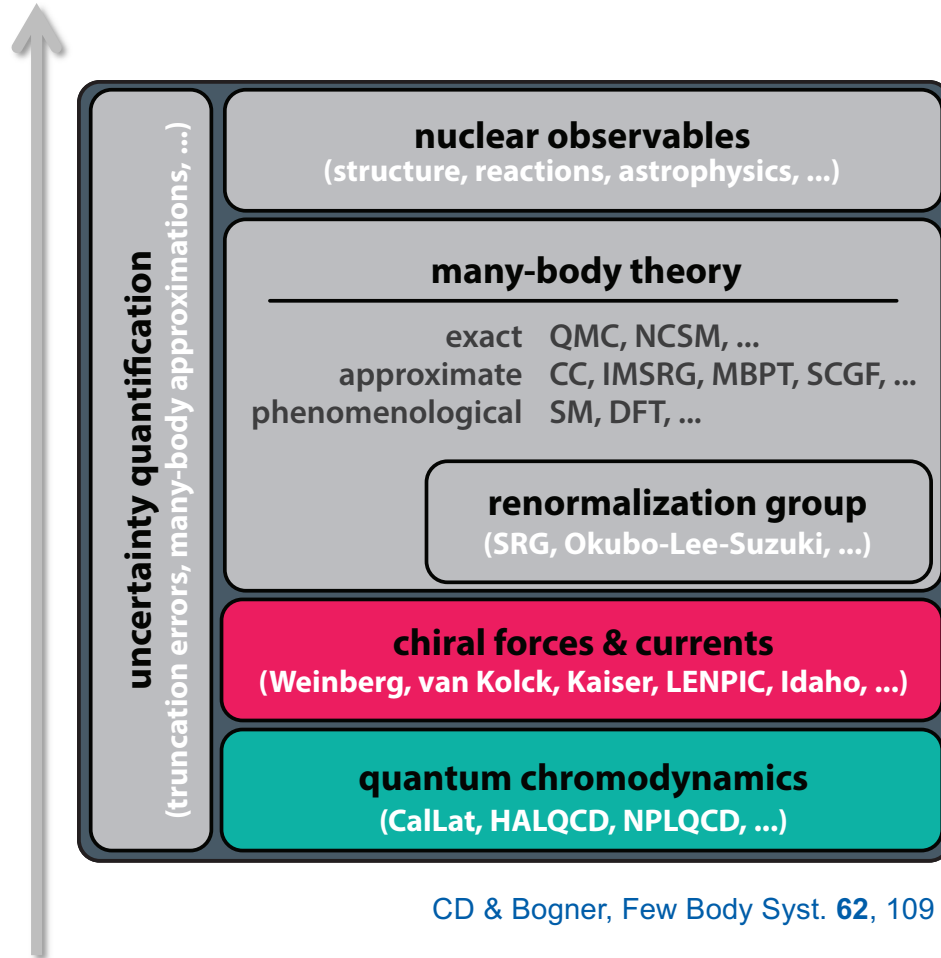 uncertainty quantification
(truncation errors, many-body approximations, ...)
nuclear observables
(structure, reactions, astrophysics, ...)
many-body theory
exact QMC, NCSM, ...
approximate CC, IMSRG, MBPT, SCGF, ...
phenomenological SM, DFT, ...
renormalization group
(SRG, Okubo-Lee-Suzuki, ...)
chiral forces & currents
(Weinberg, van Kolck, Kaiser, LENPIC, Idaho, ...)
quantum chromodynamics
(CalLat, HALQCD, NPLQCD, ...)
CD & Bogner, Few Body Syst. 62, 109